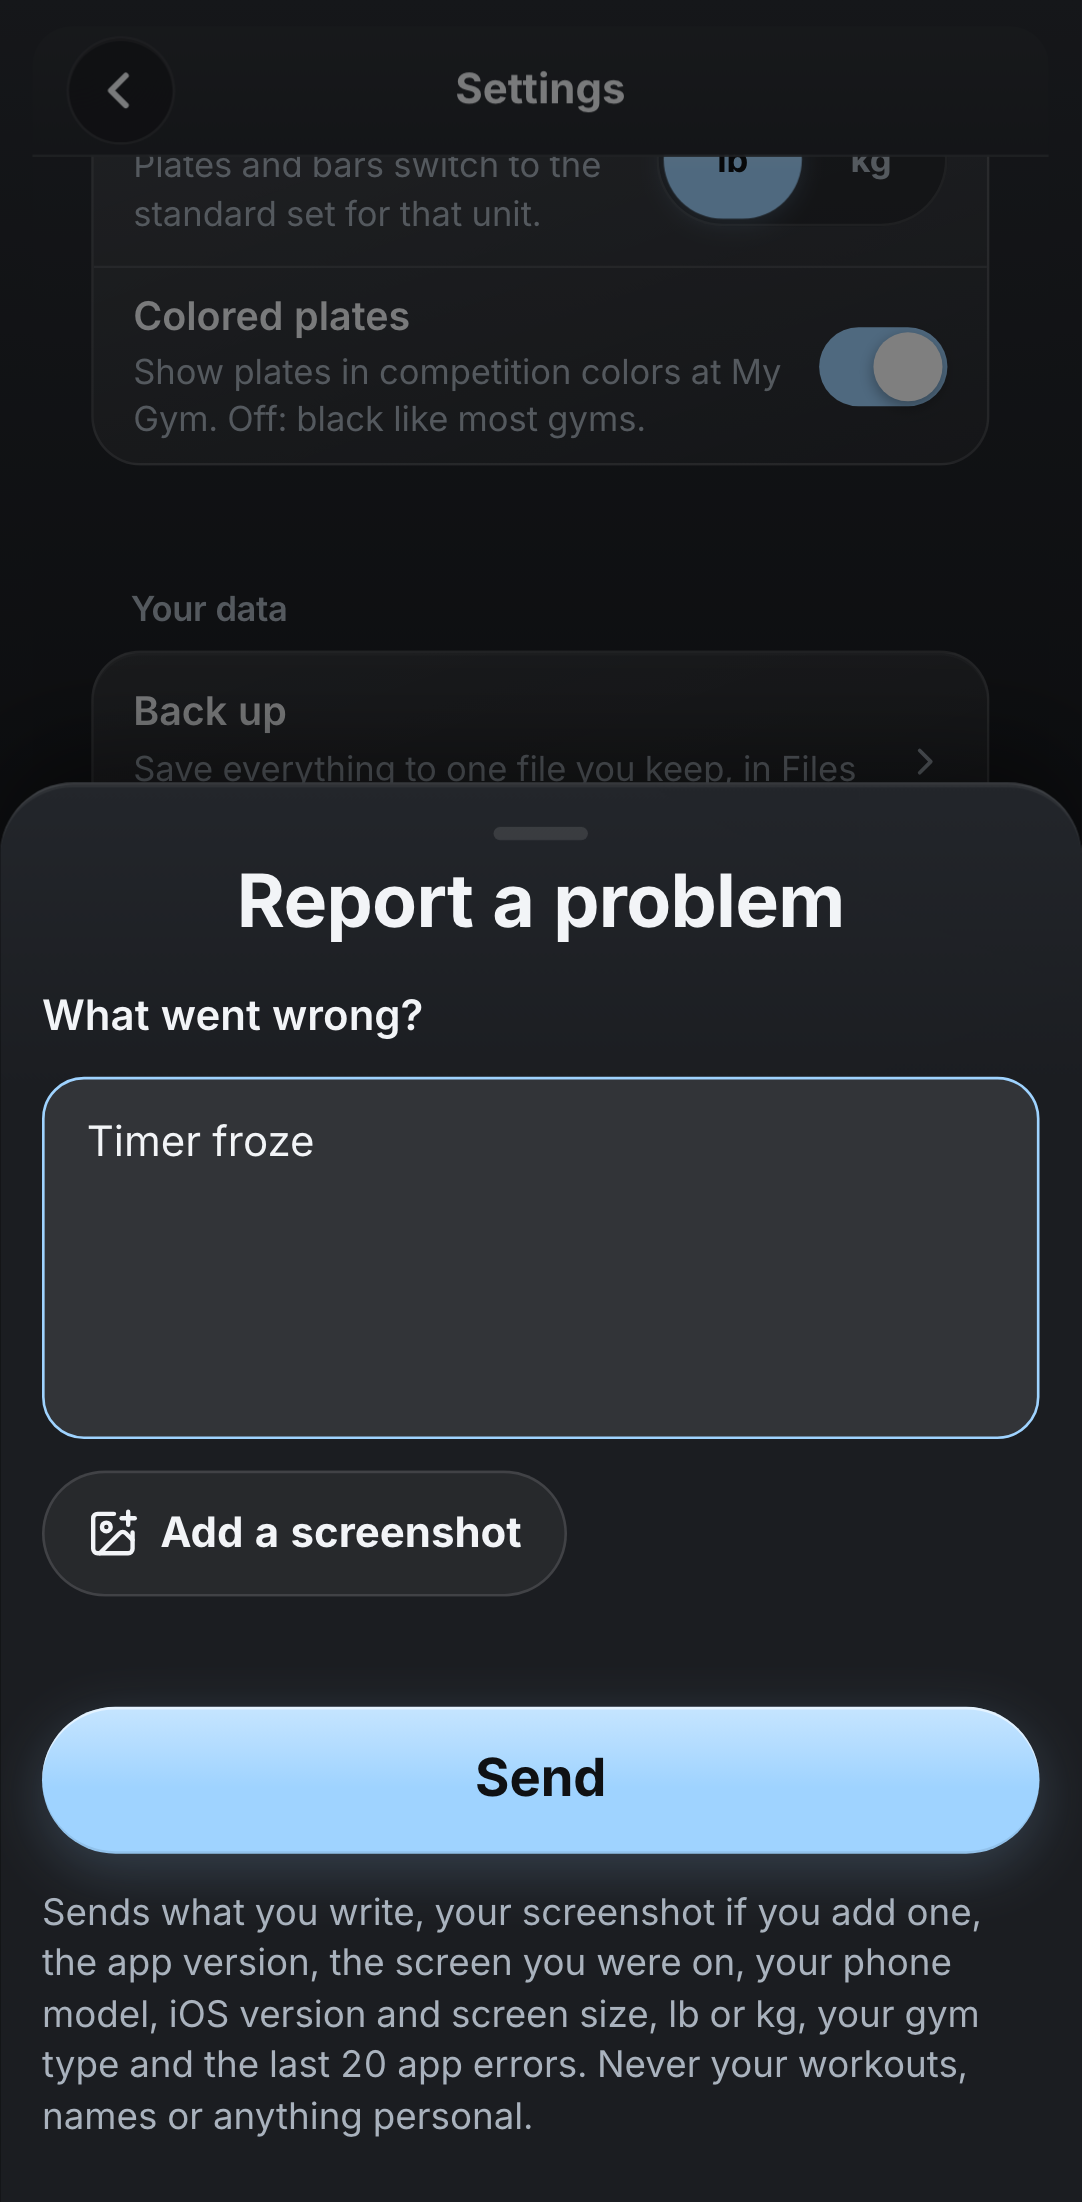 Settings
Plates and bars switch to the
standard set for that unit.
lb
kg
Colored plates
Show plates in competition colors at My
Gym. Off: black like most gyms.
Your data
Back up
Save everything to one file you keep, in Files
Report a problem
What went wrong?
Timer froze
Add a screenshot
Send
Sends what you write, your screenshot if you add one,
the app version, the screen you were on, your phone
model, iOS version and screen size, lb or kg, your gym
type and the last 20 app errors. Never your workouts,
names or anything personal.